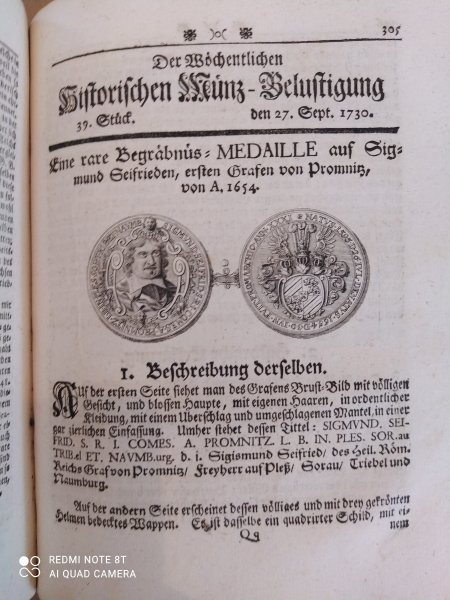 305
Der Wöchentlichen
Historischen Münz-Belustigung
39. Stück.
den 27. Sept. 1730.
Eine rare Begräbnüs-MEDAILLE auf Sig-
mund Seifrieden, ersten Grafen von Promnitz,
von A. 1654.
1. Beschreibung derselben.
Auf der ersten Seite siehet man des Grafens Brust-Bild mit völligen
Gesicht, und blossen Haupte, mit eigenen Haaren, in ordentlicher
Kleidung, mit einem Uberschlag und umgeschlagenen Mantel, in einer
gar zierlichen Einfassung. Umher stehet dessen Tittel: SIGMVND. SEI-
FRID. S. R. I. COMES. A. PROMNITZ. L. B. IN. PLES. SOR.au
TRIB.el ET. NAVMB.urg. d. i. Sigismund Seifried/ des Heil. Röm.
Reichs Graf von Promnitz/ Freyherr auf Pleß/ Sorau/ Triebel und
Naumburg.
Auf der andern Seite erscheinet dessen völliges und mit drey gekrönten
Helmen bedecktes Wappen. Es ist dasselbe ein quadrirter Schild, mit ei-
Qq
nem
REDMI NOTE 8T
AI QUAD CAMERA